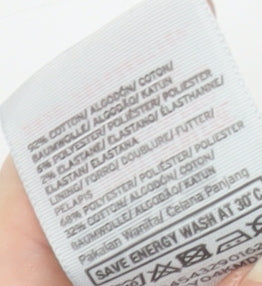 92% COTTON/ ALGODÓN/ COTON/
BAUMWOLLE/ ALGODÃO/ KATUN
6% POLYESTER/ POLIÉSTER/ POLIESTER
2% ELASTANE/ ELASTANO/ ÉLASTHANNE/
ELASTAN/ ELASTANA
LINING/ FORRO/ DOUBLURE/ FUTTER/
PELAPIS
68% POLYESTER/ POLIÉSTER/ POLIESTER
32% COTTON/ ALGODÓN/ COTON/
BAUMWOLLE/ ALGODÃO/ KATUN
Pakaian Wanita/ Celana Panjang
SAVE ENERGY WASH AT 30°C